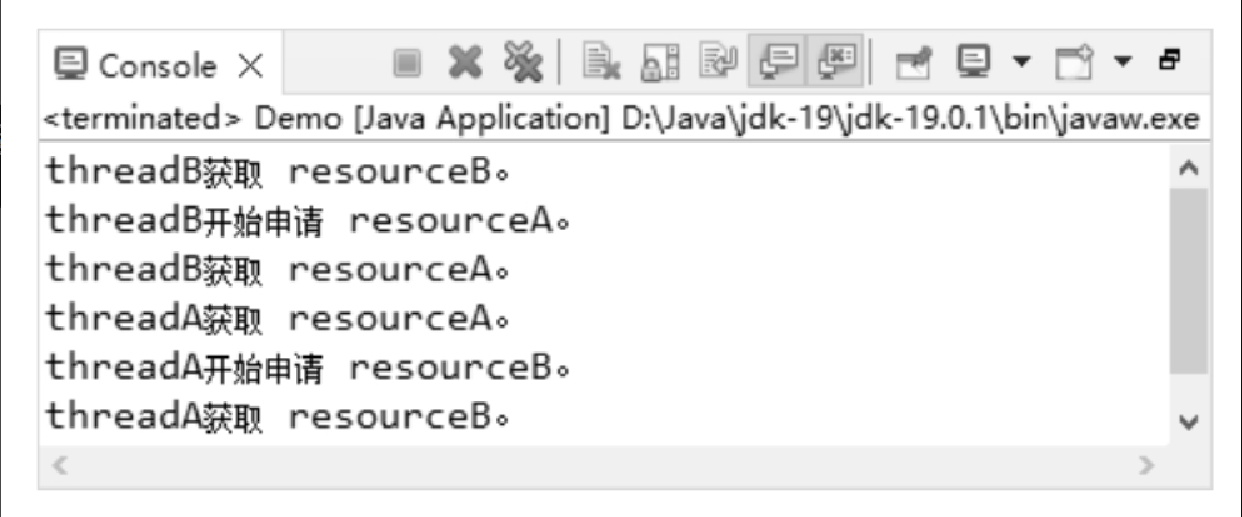 Console
<terminated> Demo [Java Application] D:\Java\jdk-19\jdk-19.0.1\bin\javaw.exe
threadB获取 resourceB。
threadB开始申请 resourceA。
threadB获取 resourceA。
threadA获取 resourceA。
threadA开始申请 resourceB。
threadA获取 resourceB。